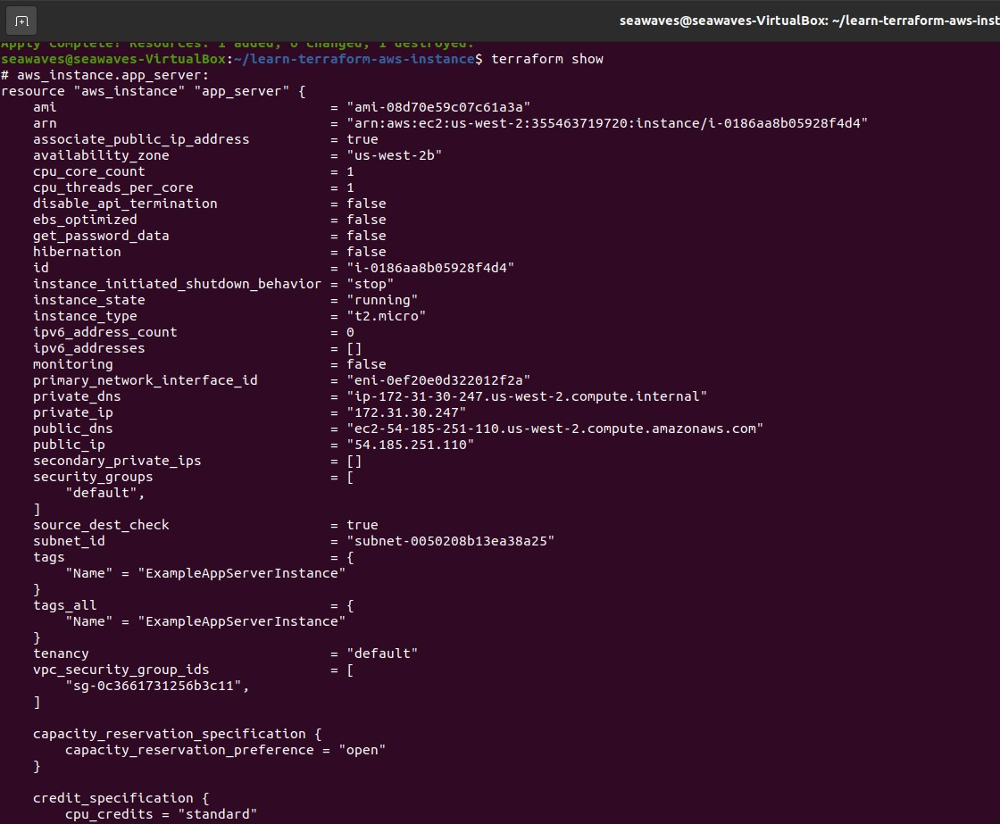 seawaves@seawaves-VirtualBox: ~/learn-terraform-aws-inst
Apply complete! Resources: 1 added, 0 changed, 1 destroyed.
seawaves@seawaves-VirtualBox:~/learn-terraform-aws-instance$ terraform show
# aws_instance.app_server:
resource "aws_instance" "app_server" {
    ami                                  = "ami-08d70e59c07c61a3a"
    arn                                  = "arn:aws:ec2:us-west-2:355463719720:instance/i-0186aa8b05928f4d4"
    associate_public_ip_address          = true
    availability_zone                    = "us-west-2b"
    cpu_core_count                       = 1
    cpu_threads_per_core                 = 1
    disable_api_termination              = false
    ebs_optimized                        = false
    get_password_data                    = false
    hibernation                          = false
    id                                   = "i-0186aa8b05928f4d4"
    instance_initiated_shutdown_behavior = "stop"
    instance_state                       = "running"
    instance_type                        = "t2.micro"
    ipv6_address_count                   = 0
    ipv6_addresses                       = []
    monitoring                           = false
    primary_network_interface_id         = "eni-0ef20e0d322012f2a"
    private_dns                          = "ip-172-31-30-247.us-west-2.compute.internal"
    private_ip                           = "172.31.30.247"
    public_dns                           = "ec2-54-185-251-110.us-west-2.compute.amazonaws.com"
    public_ip                            = "54.185.251.110"
    secondary_private_ips                = []
    security_groups                      = [
        "default",
    ]
    source_dest_check                    = true
    subnet_id                            = "subnet-0050208b13ea38a25"
    tags                                 = {
        "Name" = "ExampleAppServerInstance"
    }
    tags_all                             = {
        "Name" = "ExampleAppServerInstance"
    }
    tenancy                              = "default"
    vpc_security_group_ids               = [
        "sg-0c3661731256b3c11",
    ]

    capacity_reservation_specification {
        capacity_reservation_preference = "open"
    }

    credit_specification {
        cpu_credits = "standard"